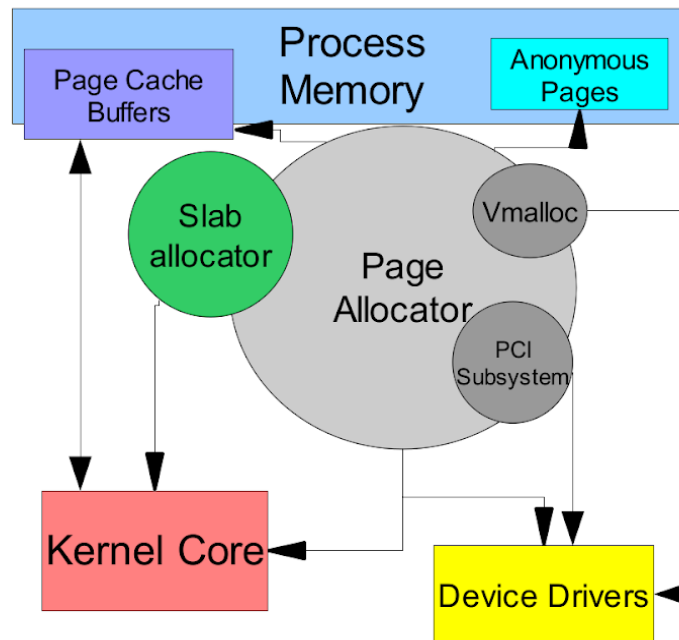 Process
Memory
Page Cache
Buffers
Anonymous
Pages
Slab
allocator
Vmalloc
Page
Allocator
PCI
Subsystem
Kernel Core
Device Drivers